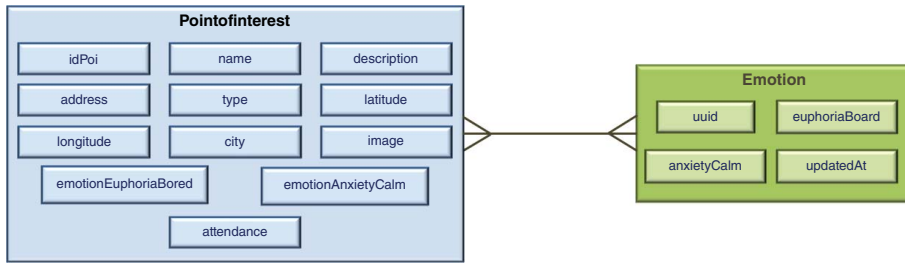 Pointofinterest
idPoi
name
description
address
type
latitude
longitude
city
image
emotionEuphoriaBored
emotionAnxietyCalm
attendance
Emotion
uuid
euphoriaBoard
anxietyCalm
updatedAt